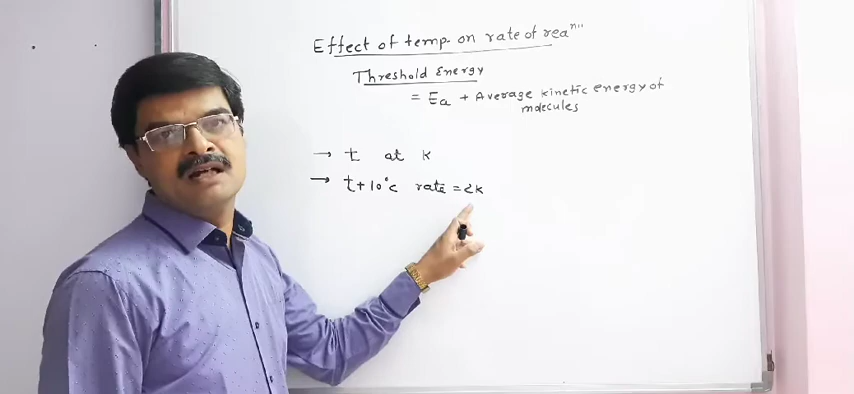 Effect of temp on rate of reaⁿ
Threshold Energy
= Ea + Average kinetic energy of
molecules
→ t at k
→ t+10°c rate = 2k